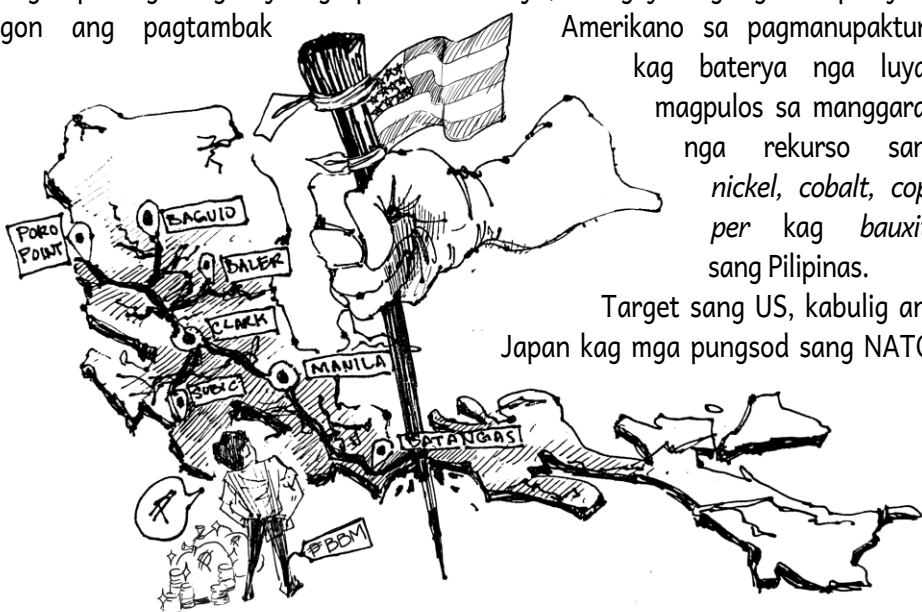 gon ang pagtambak
Amerikano sa pagmanupaktur
kag baterya nga luya
magpulos sa manggara
nga rekurso san
nickel, cobalt, cop
per kag bauxi
sang Pilipinas.
Target sang US, kabulig an
Japan kag mga pungsod sang NATO
PORO
POINT
BAGUIO
BALER
CLARK
MANILA
SUBIC
BATANGAS
BBM